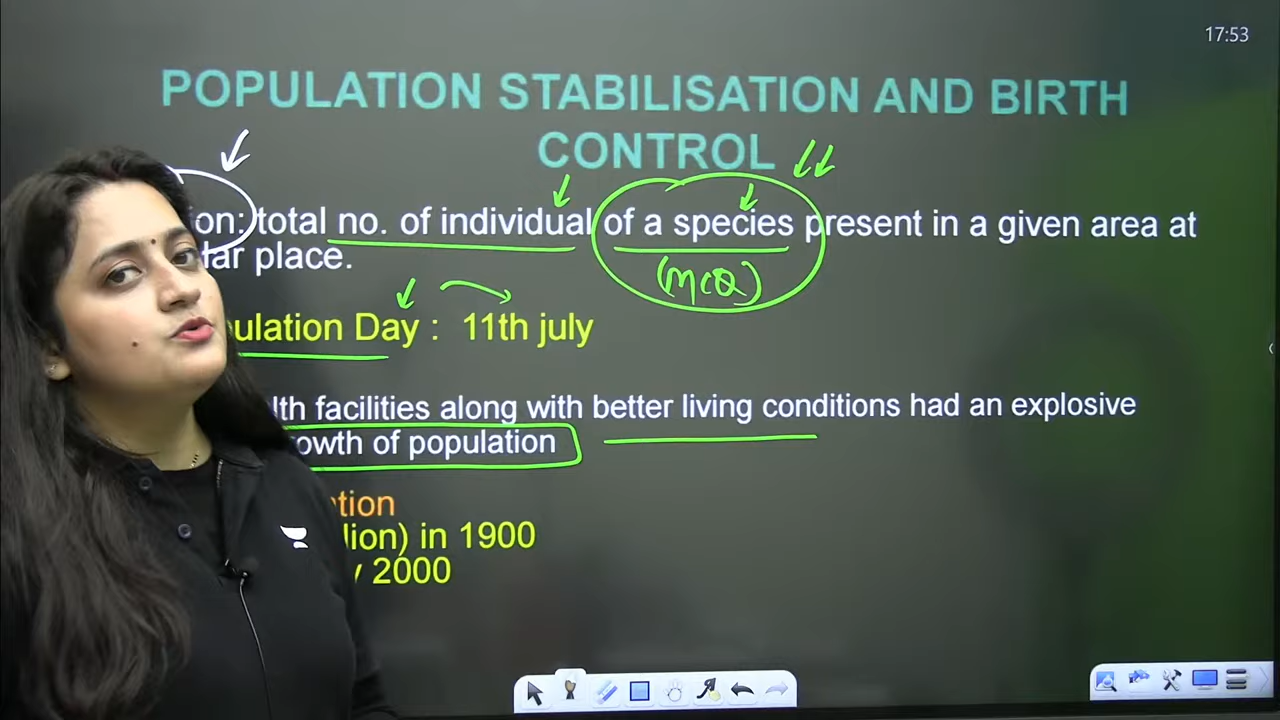 17:53
POPULATION STABILISATION AND BIRTH
CONTROL
ion: total no. of individual of a species present in a given area at
lar place.
(MCQ)
ulation Day : 11th july
lth facilities along with better living conditions had an explosive
owth of population
tion
lion) in 1900
y 2000